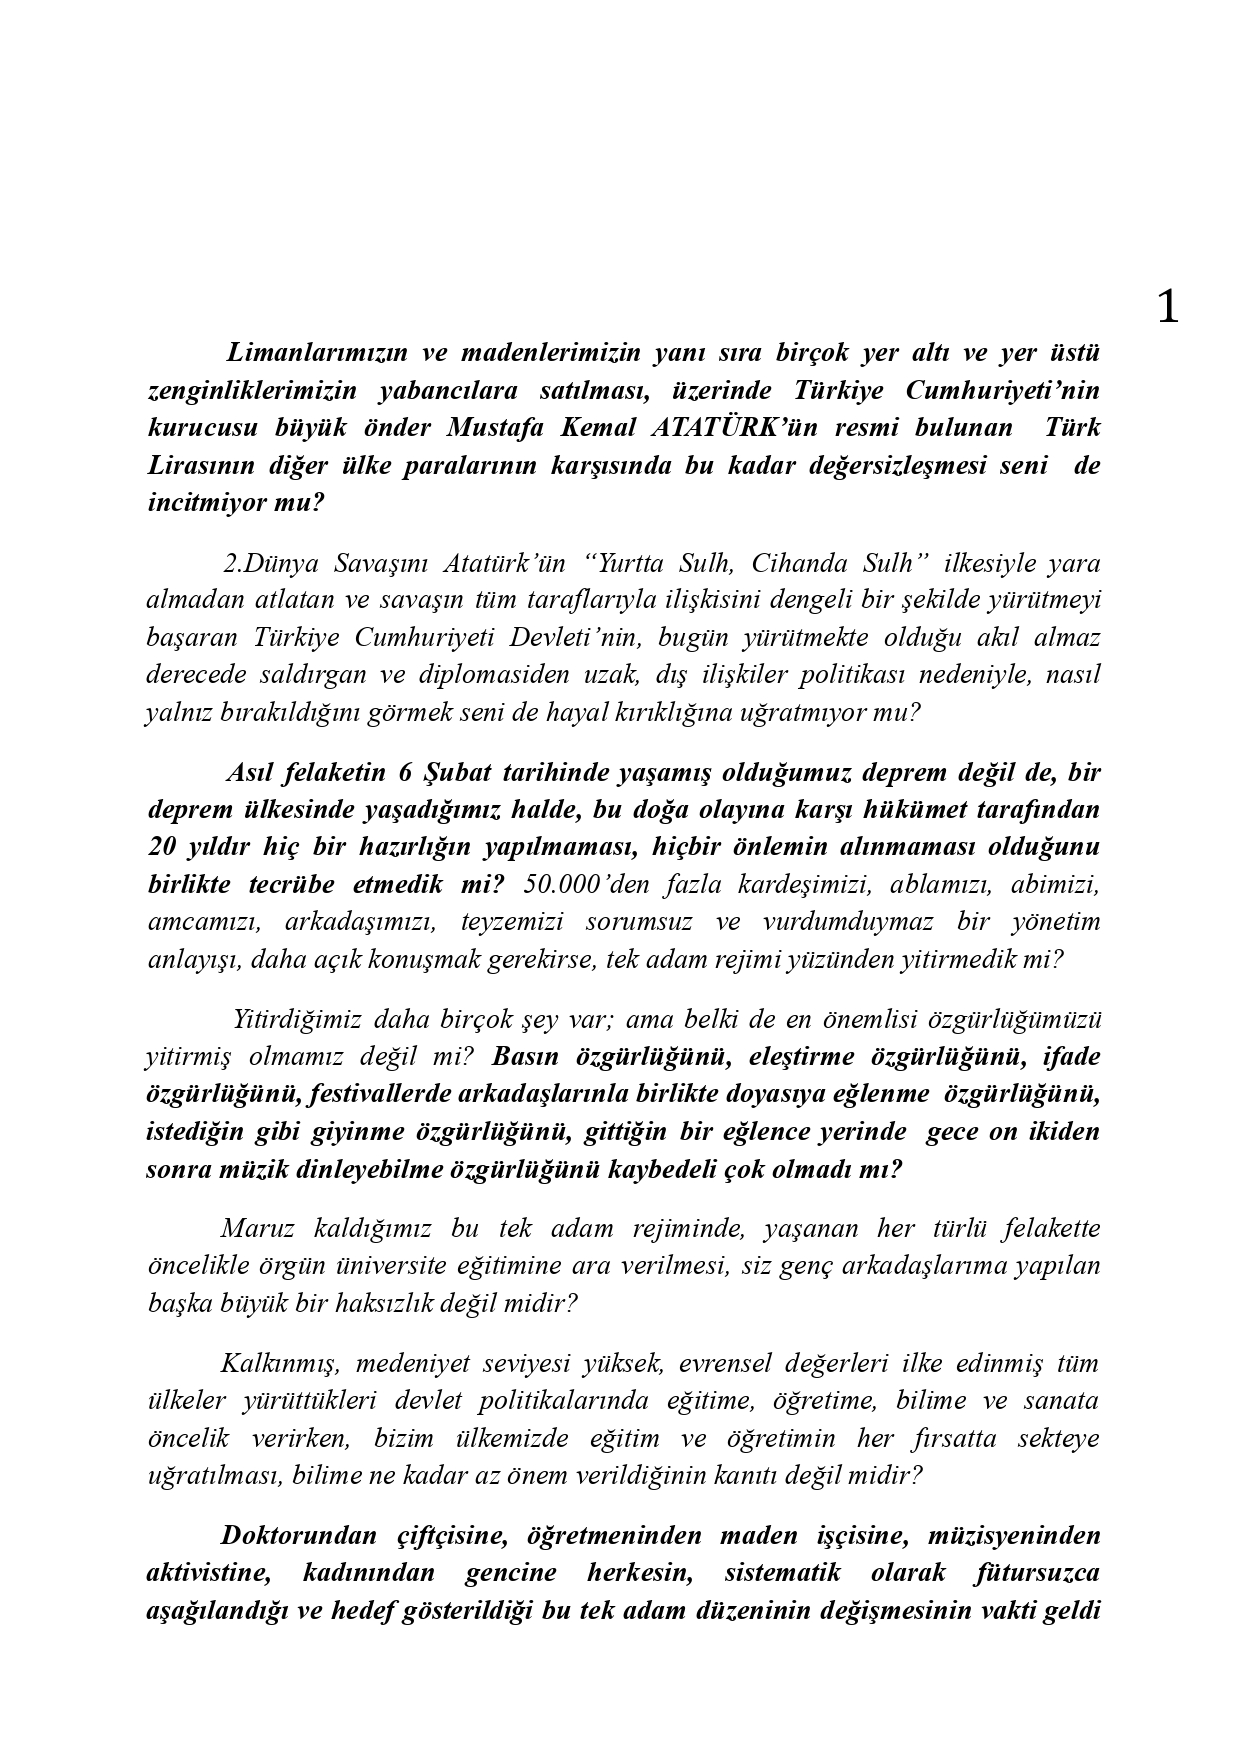 1
Limanlarımızın ve madenlerimizin yanı sıra birçok yer altı ve yer üstü
zenginliklerimizin yabancılara satılması, üzerinde Türkiye Cumhuriyeti’nin
kurucusu büyük önder Mustafa Kemal ATATÜRK’ün resmi bulunan Türk
Lirasının diğer ülke paralarının karşısında bu kadar değersizleşmesi seni de
incitmiyor mu?
2.Dünya Savaşını Atatürk’ün “Yurtta Sulh, Cihanda Sulh” ilkesiyle yara
almadan atlatan ve savaşın tüm taraflarıyla ilişkisini dengeli bir şekilde yürütmeyi
başaran Türkiye Cumhuriyeti Devleti’nin, bugün yürütmekte olduğu akıl almaz
derecede saldırgan ve diplomasiden uzak, dış ilişkiler politikası nedeniyle, nasıl
yalnız bırakıldığını görmek seni de hayal kırıklığına uğratmıyor mu?
Asıl felaketin 6 Şubat tarihinde yaşamış olduğumuz deprem değil de, bir
deprem ülkesinde yaşadığımız halde, bu doğa olayına karşı hükümet tarafından
20 yıldır hiç bir hazırlığın yapılmaması, hiçbir önlemin alınmaması olduğunu
birlikte tecrübe etmedik mi? 50.000’den fazla kardeşimizi, ablamızı, abimizi,
amcamızı, arkadaşımızı, teyzemizi sorumsuz ve vurdumduymaz bir yönetim
anlayışı, daha açık konuşmak gerekirse, tek adam rejimi yüzünden yitirmedik mi?
Yitirdiğimiz daha birçok şey var; ama belki de en önemlisi özgürlüğümüzü
yitirmiş olmamız değil mi? Basın özgürlüğünü, eleştirme özgürlüğünü, ifade
özgürlüğünü, festivallerde arkadaşlarınla birlikte doyasıya eğlenme özgürlüğünü,
istediğin gibi giyinme özgürlüğünü, gittiğin bir eğlence yerinde gece on ikiden
sonra müzik dinleyebilme özgürlüğünü kaybedeli çok olmadı mı?
Maruz kaldığımız bu tek adam rejiminde, yaşanan her türlü felakette
öncelikle örgün üniversite eğitimine ara verilmesi, siz genç arkadaşlarıma yapılan
başka büyük bir haksızlık değil midir?
Kalkınmış, medeniyet seviyesi yüksek, evrensel değerleri ilke edinmiş tüm
ülkeler yürüttükleri devlet politikalarında eğitime, öğretime, bilime ve sanata
öncelik verirken, bizim ülkemizde eğitim ve öğretimin her fırsatta sekteye
uğratılması, bilime ne kadar az önem verildiğinin kanıtı değil midir?
Doktorundan çiftçisine, öğretmeninden maden işçisine, müzisyeninden
aktivistine, kadınından gencine herkesin, sistematik olarak fütursuzca
aşağılandığı ve hedef gösterildiği bu tek adam düzeninin değişmesinin vakti geldi